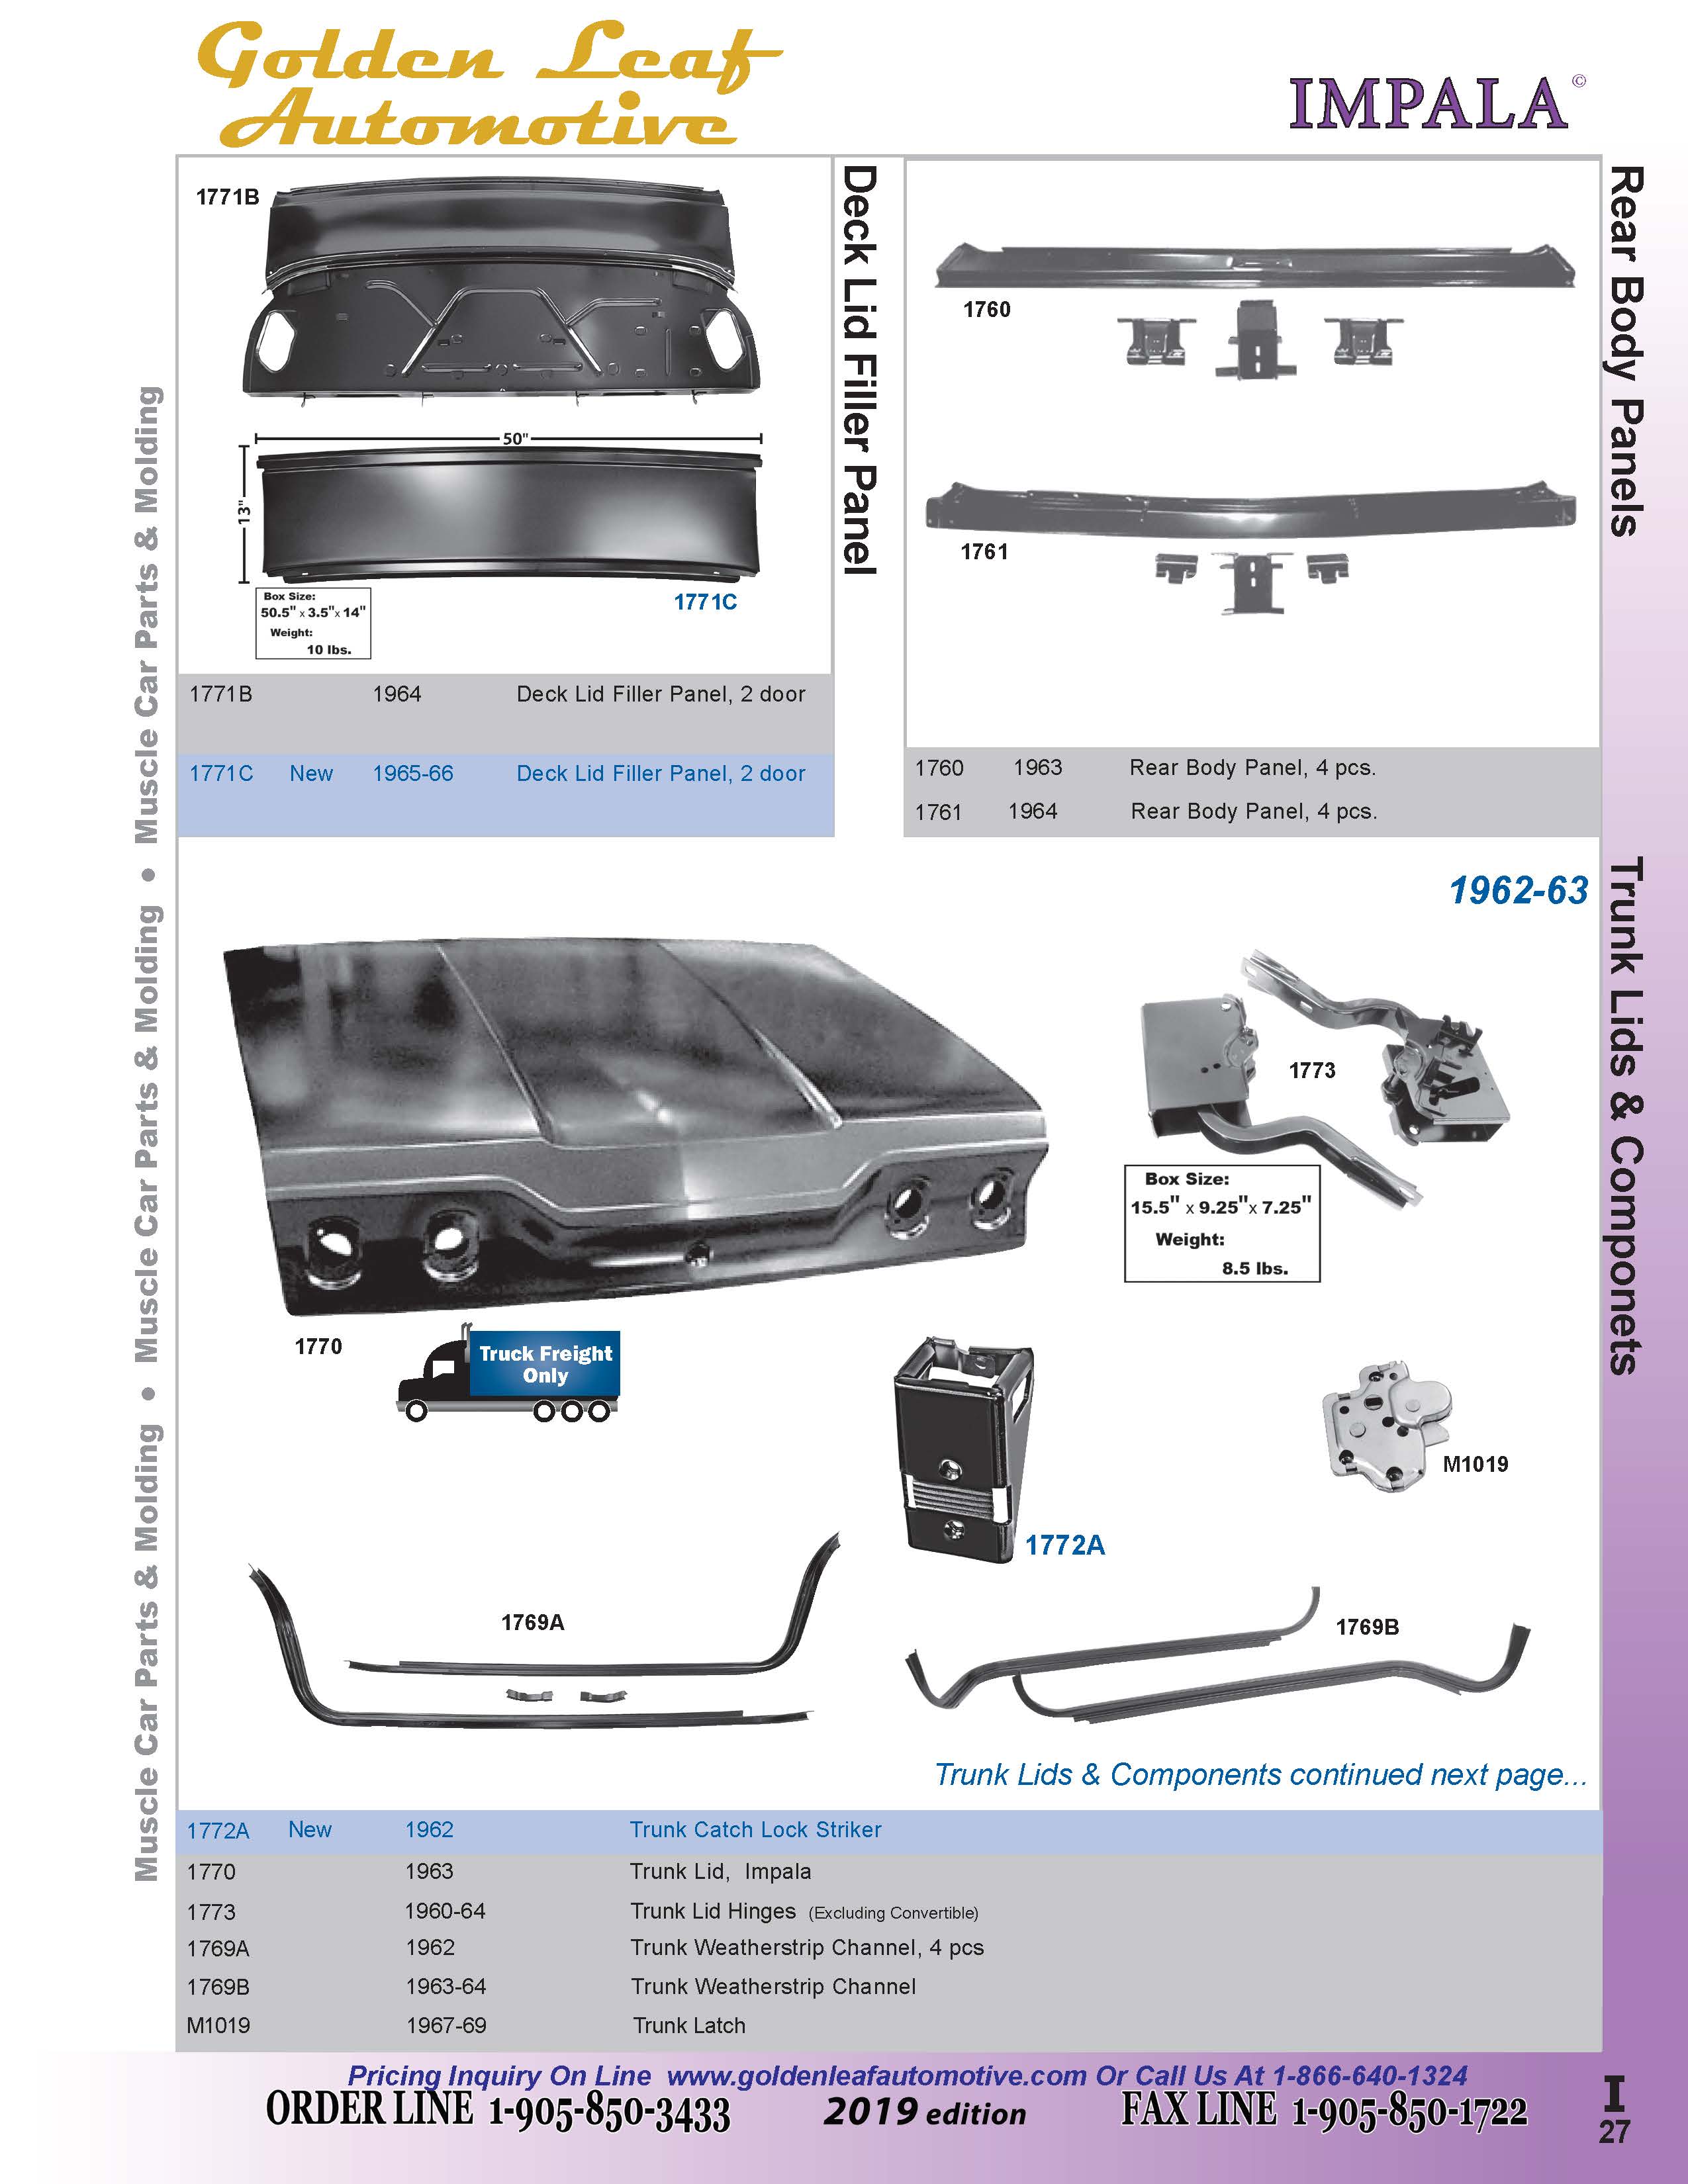 Golden Leaf
Automotive
IMPALA©
1771B
50"
13"
Box Size:
50.5" x 3.5"x 14"
Weight:
10 lbs.
1771C
Deck Lid Filler Panel
1771B 1964 Deck Lid Filler Panel, 2 door
1771C New 1965-66 Deck Lid Filler Panel, 2 door
1760
1761
Rear Body Panels
1760 1963 Rear Body Panel, 4 pcs.
1761 1964 Rear Body Panel, 4 pcs.
Muscle Car Parts & Molding • Muscle Car Parts & Molding • Muscle Car Parts & Molding
1962-63
Trunk Lids & Componets
1773
Box Size:
15.5" x 9.25"x 7.25"
Weight:
8.5 lbs.
1770
Truck Freight
Only
M1019
1772A
1769A
1769B
Trunk Lids & Components continued next page...
1772A New 1962 Trunk Catch Lock Striker
1770 1963 Trunk Lid, Impala
1773 1960-64 Trunk Lid Hinges (Excluding Convertible)
1769A 1962 Trunk Weatherstrip Channel, 4 pcs
1769B 1963-64 Trunk Weatherstrip Channel
M1019 1967-69 Trunk Latch
Pricing Inquiry On Line www.goldenleafautomotive.com Or Call Us At 1-866-640-1324
ORDER LINE 1-905-850-3433 2019 edition FAX LINE 1-905-850-1722
I
27